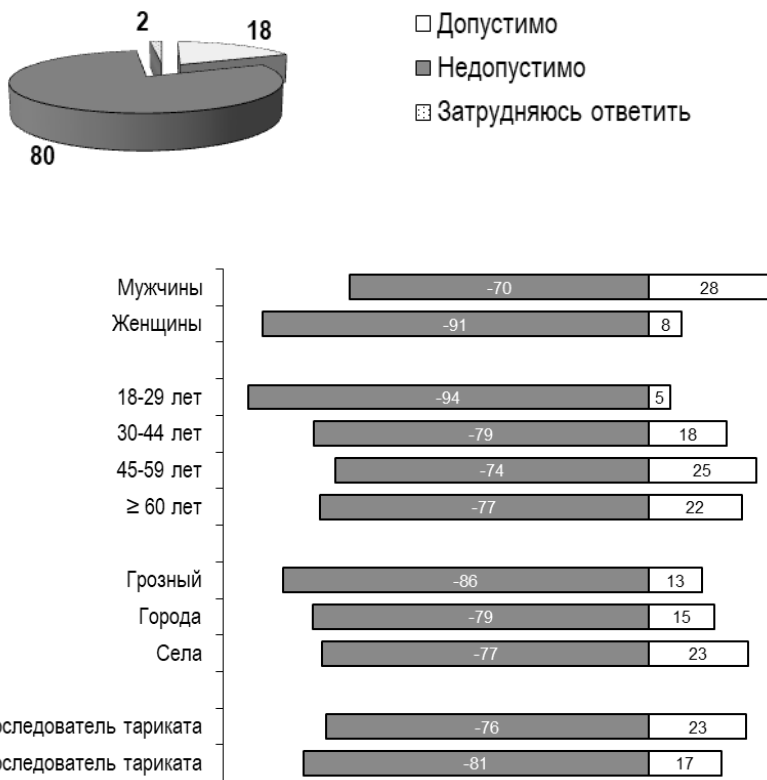 2
18
80
Допустимо
Недопустимо
Затрудняюсь ответить
Мужчины -70 28
Женщины -91 8
18-29 лет -94 5
30-44 лет -79 18
45-59 лет -74 25
≥ 60 лет -77 22
Грозный -86 13
Города -79 15
Села -77 23
оследователь тариката -76 23
оследователь тариката -81 17